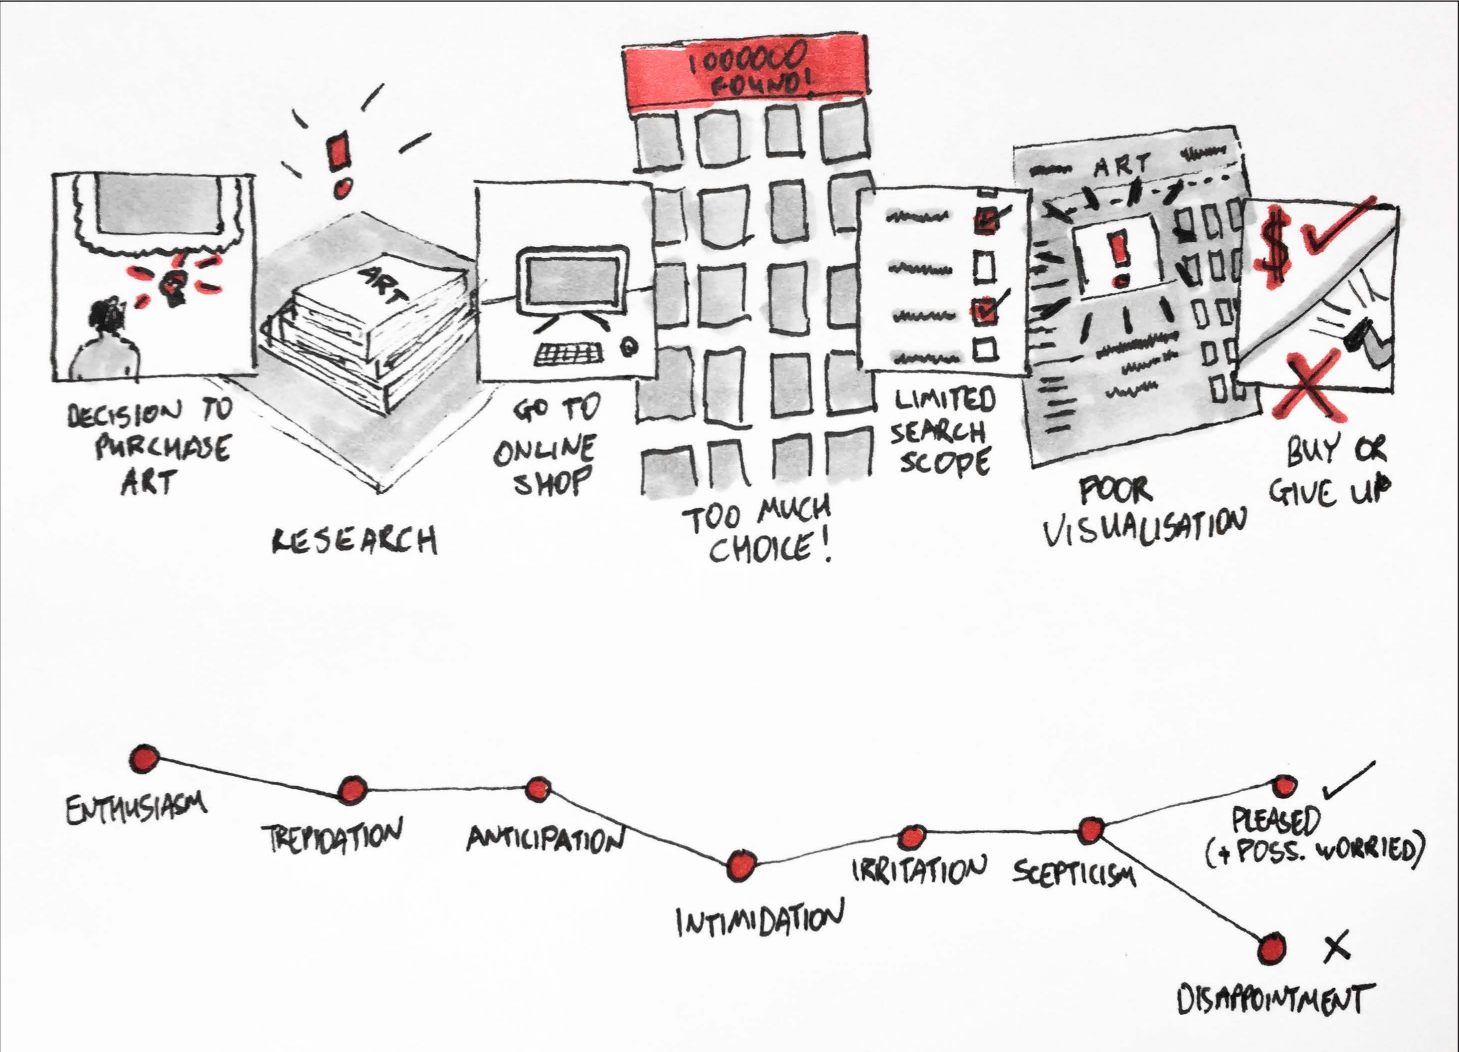 1000000
FOUND!
ART
ART
$
DECISION TO
PURCHASE
ART
RESEARCH
GO TO
ONLINE
SHOP
TOO MUCH
CHOICE!
LIMITED
SEARCH
SCOPE
POOR
VISUALISATION
BUY OR
GIVE UP
ENTHUSIASM
TREPIDATION
ANTICIPATION
INTIMIDATION
IRRITATION
SCEPTICISM
PLEASED
(+ POSS. WORRIED)
DISAPPOINTMENT